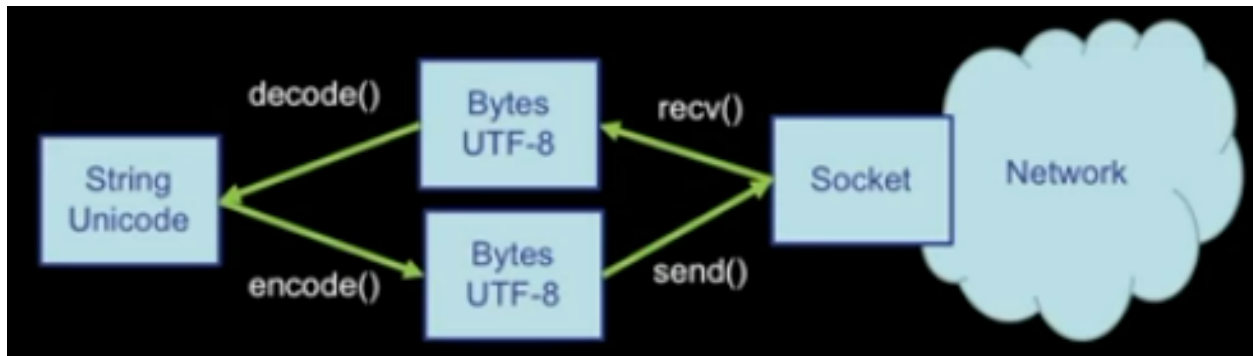 decode()
Bytes
UTF-8
recv()
String
Unicode
Socket
Network
encode()
Bytes
UTF-8
send()